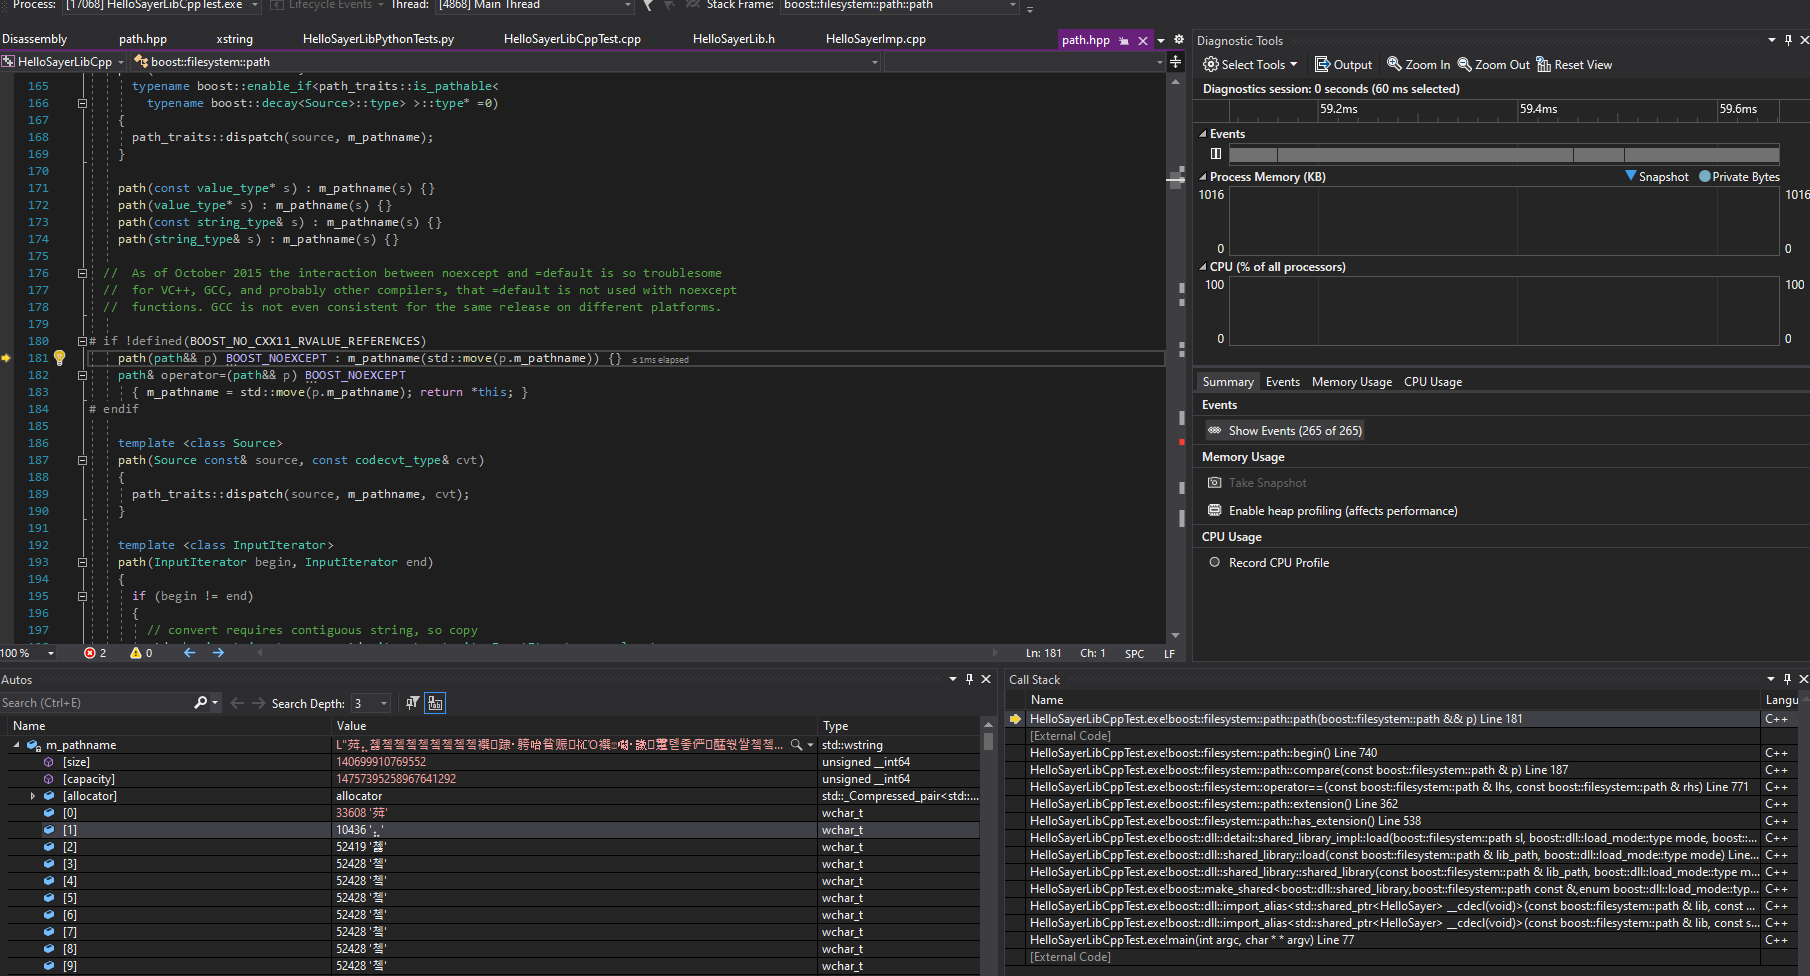 Process: [17068] HelloSayerLibCppTest.exe Lifecycle Events Thread: [4868] Main Thread Stack Frame: boost::filesystem::path::path
Disassembly path.hpp xstring HelloSayerLibPythonTests.py HelloSayerLibCppTest.cpp HelloSayerLib.h HelloSayerImp.cpp path.hpp
HelloSayerLibCpp boost::filesystem::path
165 typename boost::enable_if<path_traits::is_pathable<
166 typename boost::decay<Source>::type> >::type* =0)
167 {
168 path_traits::dispatch(source, m_pathname);
169 }
170
171 path(const value_type* s) : m_pathname(s) {}
172 path(value_type* s) : m_pathname(s) {}
173 path(const string_type& s) : m_pathname(s) {}
174 path(string_type& s) : m_pathname(s) {}
175
176 // As of October 2015 the interaction between noexcept and =default is so troublesome
177 // for VC++, GCC, and probably other compilers, that =default is not used with noexcept
178 // functions. GCC is not even consistent for the same release on different platforms.
179
180 # if !defined(BOOST_NO_CXX11_RVALUE_REFERENCES)
181 path(path&& p) BOOST_NOEXCEPT : m_pathname(std::move(p.m_pathname)) {} ≤ 1ms elapsed
182 path& operator=(path&& p) BOOST_NOEXCEPT
183 { m_pathname = std::move(p.m_pathname); return *this; }
184 # endif
185
186 template <class Source>
187 path(Source const& source, const codecvt_type& cvt)
188 {
189 path_traits::dispatch(source, m_pathname, cvt);
190 }
191
192 template <class InputIterator>
193 path(InputIterator begin, InputIterator end)
194 {
195 if (begin != end)
196 {
197 // convert requires contiguous string, so copy
100 % 2 0 Ln: 181 Ch: 1 SPC LF
Diagnostic Tools
Select Tools Output Zoom In Zoom Out Reset View
Diagnostics session: 0 seconds (60 ms selected)
59.2ms 59.4ms 59.6ms
Events
Process Memory (KB) Snapshot Private Bytes
1016 1016
0 0
CPU (% of all processors)
100 100
0 0
Summary Events Memory Usage CPU Usage
Events
Show Events (265 of 265)
Memory Usage
Take Snapshot
Enable heap profiling (affects performance)
CPU Usage
Record CPU Profile
Autos
Search (Ctrl+E) Search Depth: 3
Name Value Type
m_pathname std::wstring
[size] 140699910769552 unsigned __int64
[capacity] 14757395258967641292 unsigned __int64
[allocator] allocator std::_Compressed_pair<std::...
[0] 33608 wchar_t
[1] 10436 wchar_t
[2] 52419 wchar_t
[3] 52428 '첌' wchar_t
[4] 52428 '첌' wchar_t
[5] 52428 '첌' wchar_t
[6] 52428 '첌' wchar_t
[7] 52428 '첌' wchar_t
[8] 52428 '첌' wchar_t
[9] 52428 '첌' wchar_t
Call Stack
Name Langu
HelloSayerLibCppTest.exe!boost::filesystem::path::path(boost::filesystem::path && p) Line 181 C++
[External Code]
HelloSayerLibCppTest.exe!boost::filesystem::path::begin() Line 740 C++
HelloSayerLibCppTest.exe!boost::filesystem::path::compare(const boost::filesystem::path & p) Line 187 C++
HelloSayerLibCppTest.exe!boost::filesystem::operator==(const boost::filesystem::path & lhs, const boost::filesystem::path & rhs) Line 771 C++
HelloSayerLibCppTest.exe!boost::filesystem::path::extension() Line 362 C++
HelloSayerLibCppTest.exe!boost::filesystem::path::has_extension() Line 538 C++
HelloSayerLibCppTest.exe!boost::dll::detail::shared_library_impl::load(boost::filesystem::path sl, boost::dll::load_mode::type mode, boost::... C++
HelloSayerLibCppTest.exe!boost::dll::shared_library::load(const boost::filesystem::path & lib_path, boost::dll::load_mode::type mode) Line... C++
HelloSayerLibCppTest.exe!boost::dll::shared_library::shared_library(const boost::filesystem::path & lib_path, boost::dll::load_mode::type m... C++
HelloSayerLibCppTest.exe!boost::make_shared<boost::dll::shared_library,boost::filesystem::path const &,enum boost::dll::load_mode::typ... C++
HelloSayerLibCppTest.exe!boost::dll::import_alias<std::shared_ptr<HelloSayer> __cdecl(void)>(const boost::filesystem::path & lib, const ... C++
HelloSayerLibCppTest.exe!boost::dll::import_alias<std::shared_ptr<HelloSayer> __cdecl(void)>(const boost::filesystem::path & lib, const s... C++
HelloSayerLibCppTest.exe!main(int argc, char * * argv) Line 77 C++
[External Code]